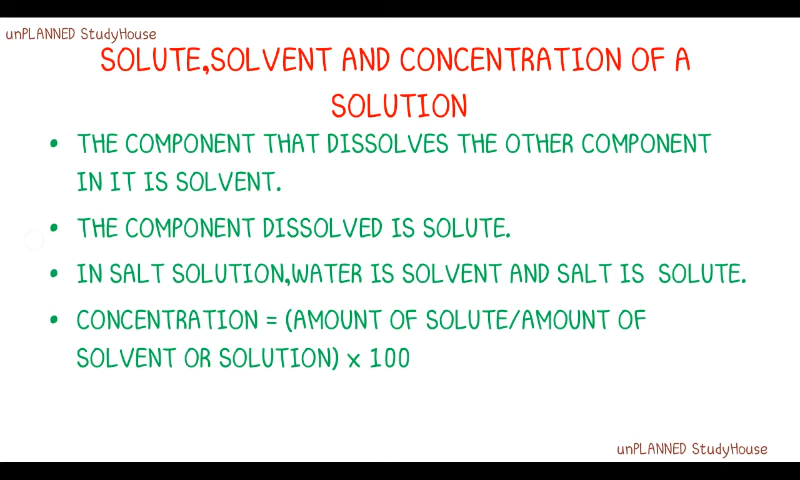 unPLANNED StudyHouse
SOLUTE,SOLVENT AND CONCENTRATION OF A
SOLUTION
• THE COMPONENT THAT DISSOLVES THE OTHER COMPONENT
IN IT IS SOLVENT.
• THE COMPONENT DISSOLVED IS SOLUTE.
• IN SALT SOLUTION,WATER IS SOLVENT AND SALT IS SOLUTE.
• CONCENTRATION = (AMOUNT OF SOLUTE/AMOUNT OF
SOLVENT OR SOLUTION) x 100
unPLANNED StudyHouse